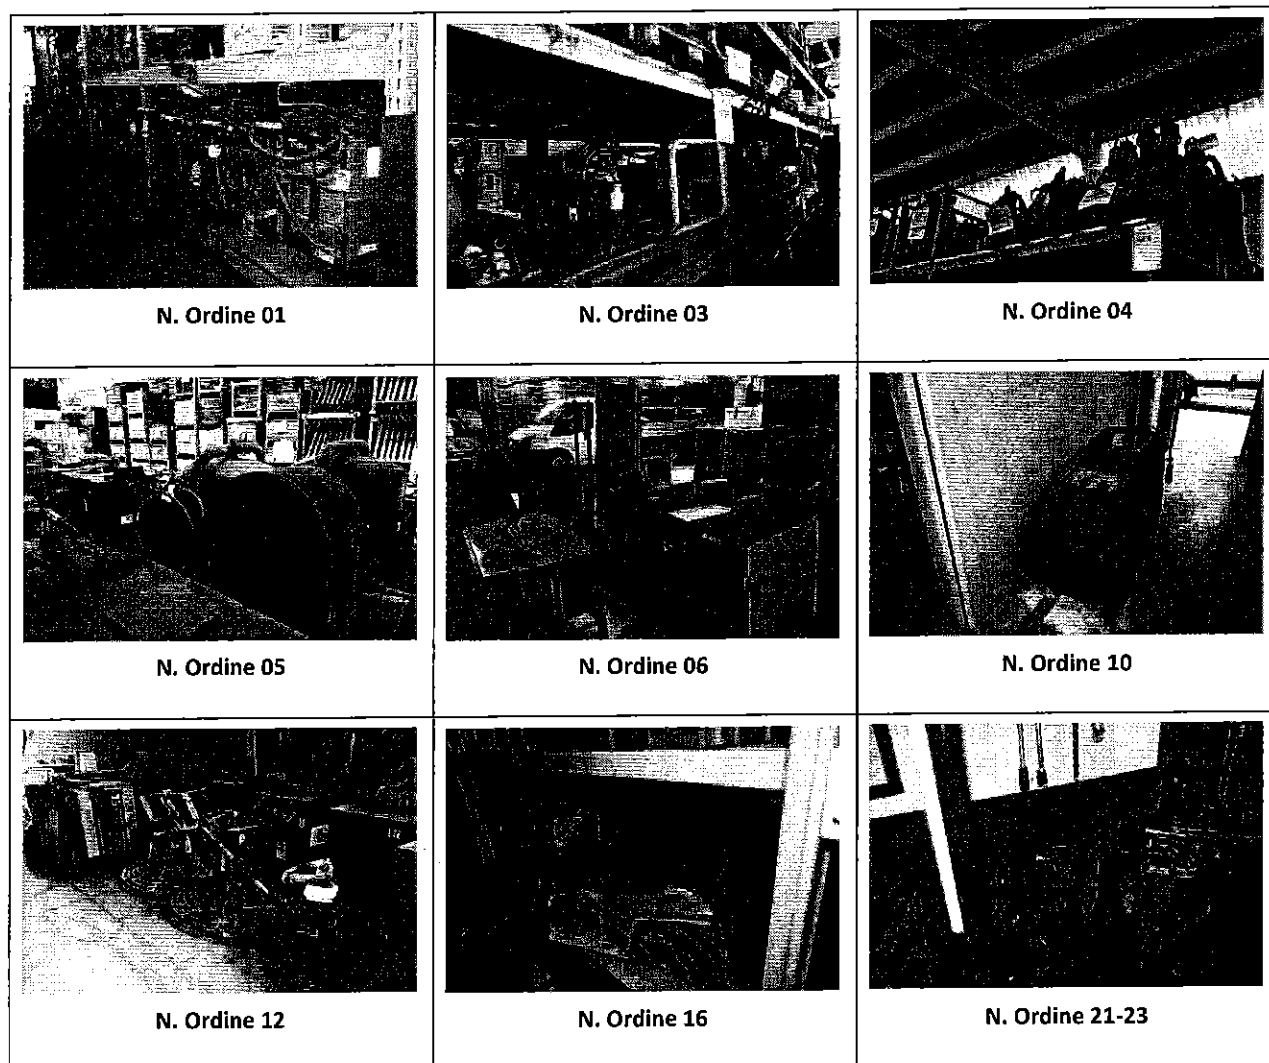 N. Ordine 01
N. Ordine 03
N. Ordine 04
N. Ordine 05
N. Ordine 06
N. Ordine 10
N. Ordine 12
N. Ordine 16
N. Ordine 21-23